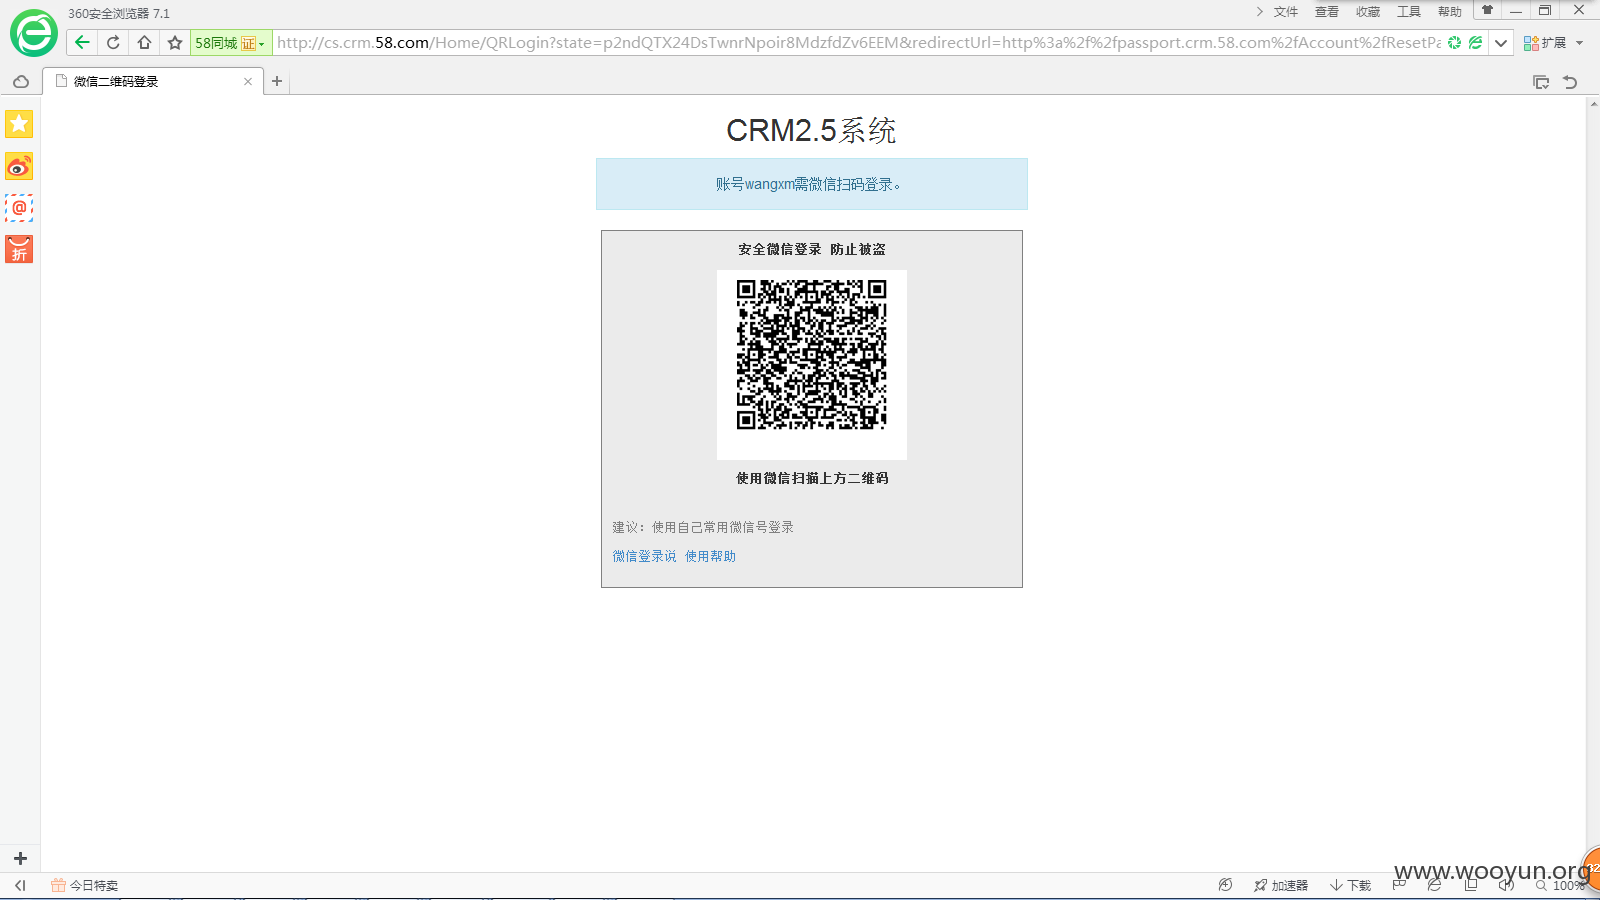 360安全浏览器 7.1
文件 查看 收藏 工具 帮助
58同城 证
http://cs.crm.58.com/Home/QRLogin?state=p2ndQTX24DsTwnrNpoir8MdzfdZv6EEM&redirectUrl=http%3a%2f%2fpassport.crm.58.com%2fAccount%2fResetPa
扩展
微信二维码登录
@
折
CRM2.5系统
账号wangxm需微信扫码登录。
安全微信登录 防止被盗
使用微信扫描上方二维码
建议：使用自己常用微信号登录
微信登录说 使用帮助
www.wooyun.org
今日特卖
加速器
下载
100%